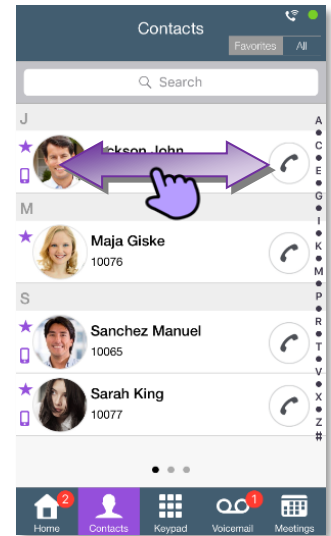 Contacts
Favorites All
Search
J
Jackson John
M
Maja Giske
10076
S
Sanchez Manuel
10065
Sarah King
10077
A
C
E
G
I
K
M
P
R
T
V
X
Z
#
2
1
Home Contacts Keypad Voicemail Meetings